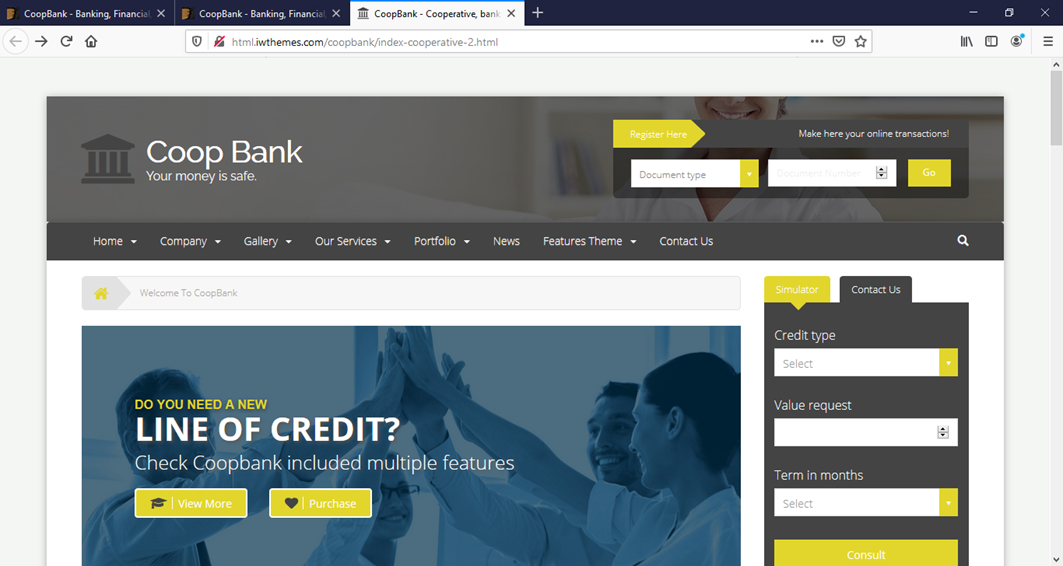 CoopBank - Banking, Financial
CoopBank - Banking, Financial
CoopBank - Cooperative, bank
html.iwthemes.com/coopbank/index-cooperative-2.html
Coop Bank
Your money is safe.
Register Here
Make here your online transactions!
Document type
Document Number
Go
Home
Company
Gallery
Our Services
Portfolio
News
Features Theme
Contact Us
Welcome To CoopBank
DO YOU NEED A NEW
LINE OF CREDIT?
Check Coopbank included multiple features
View More
Purchase
Simulator
Contact Us
Credit type
Select
Value request
Term in months
Select
Consult